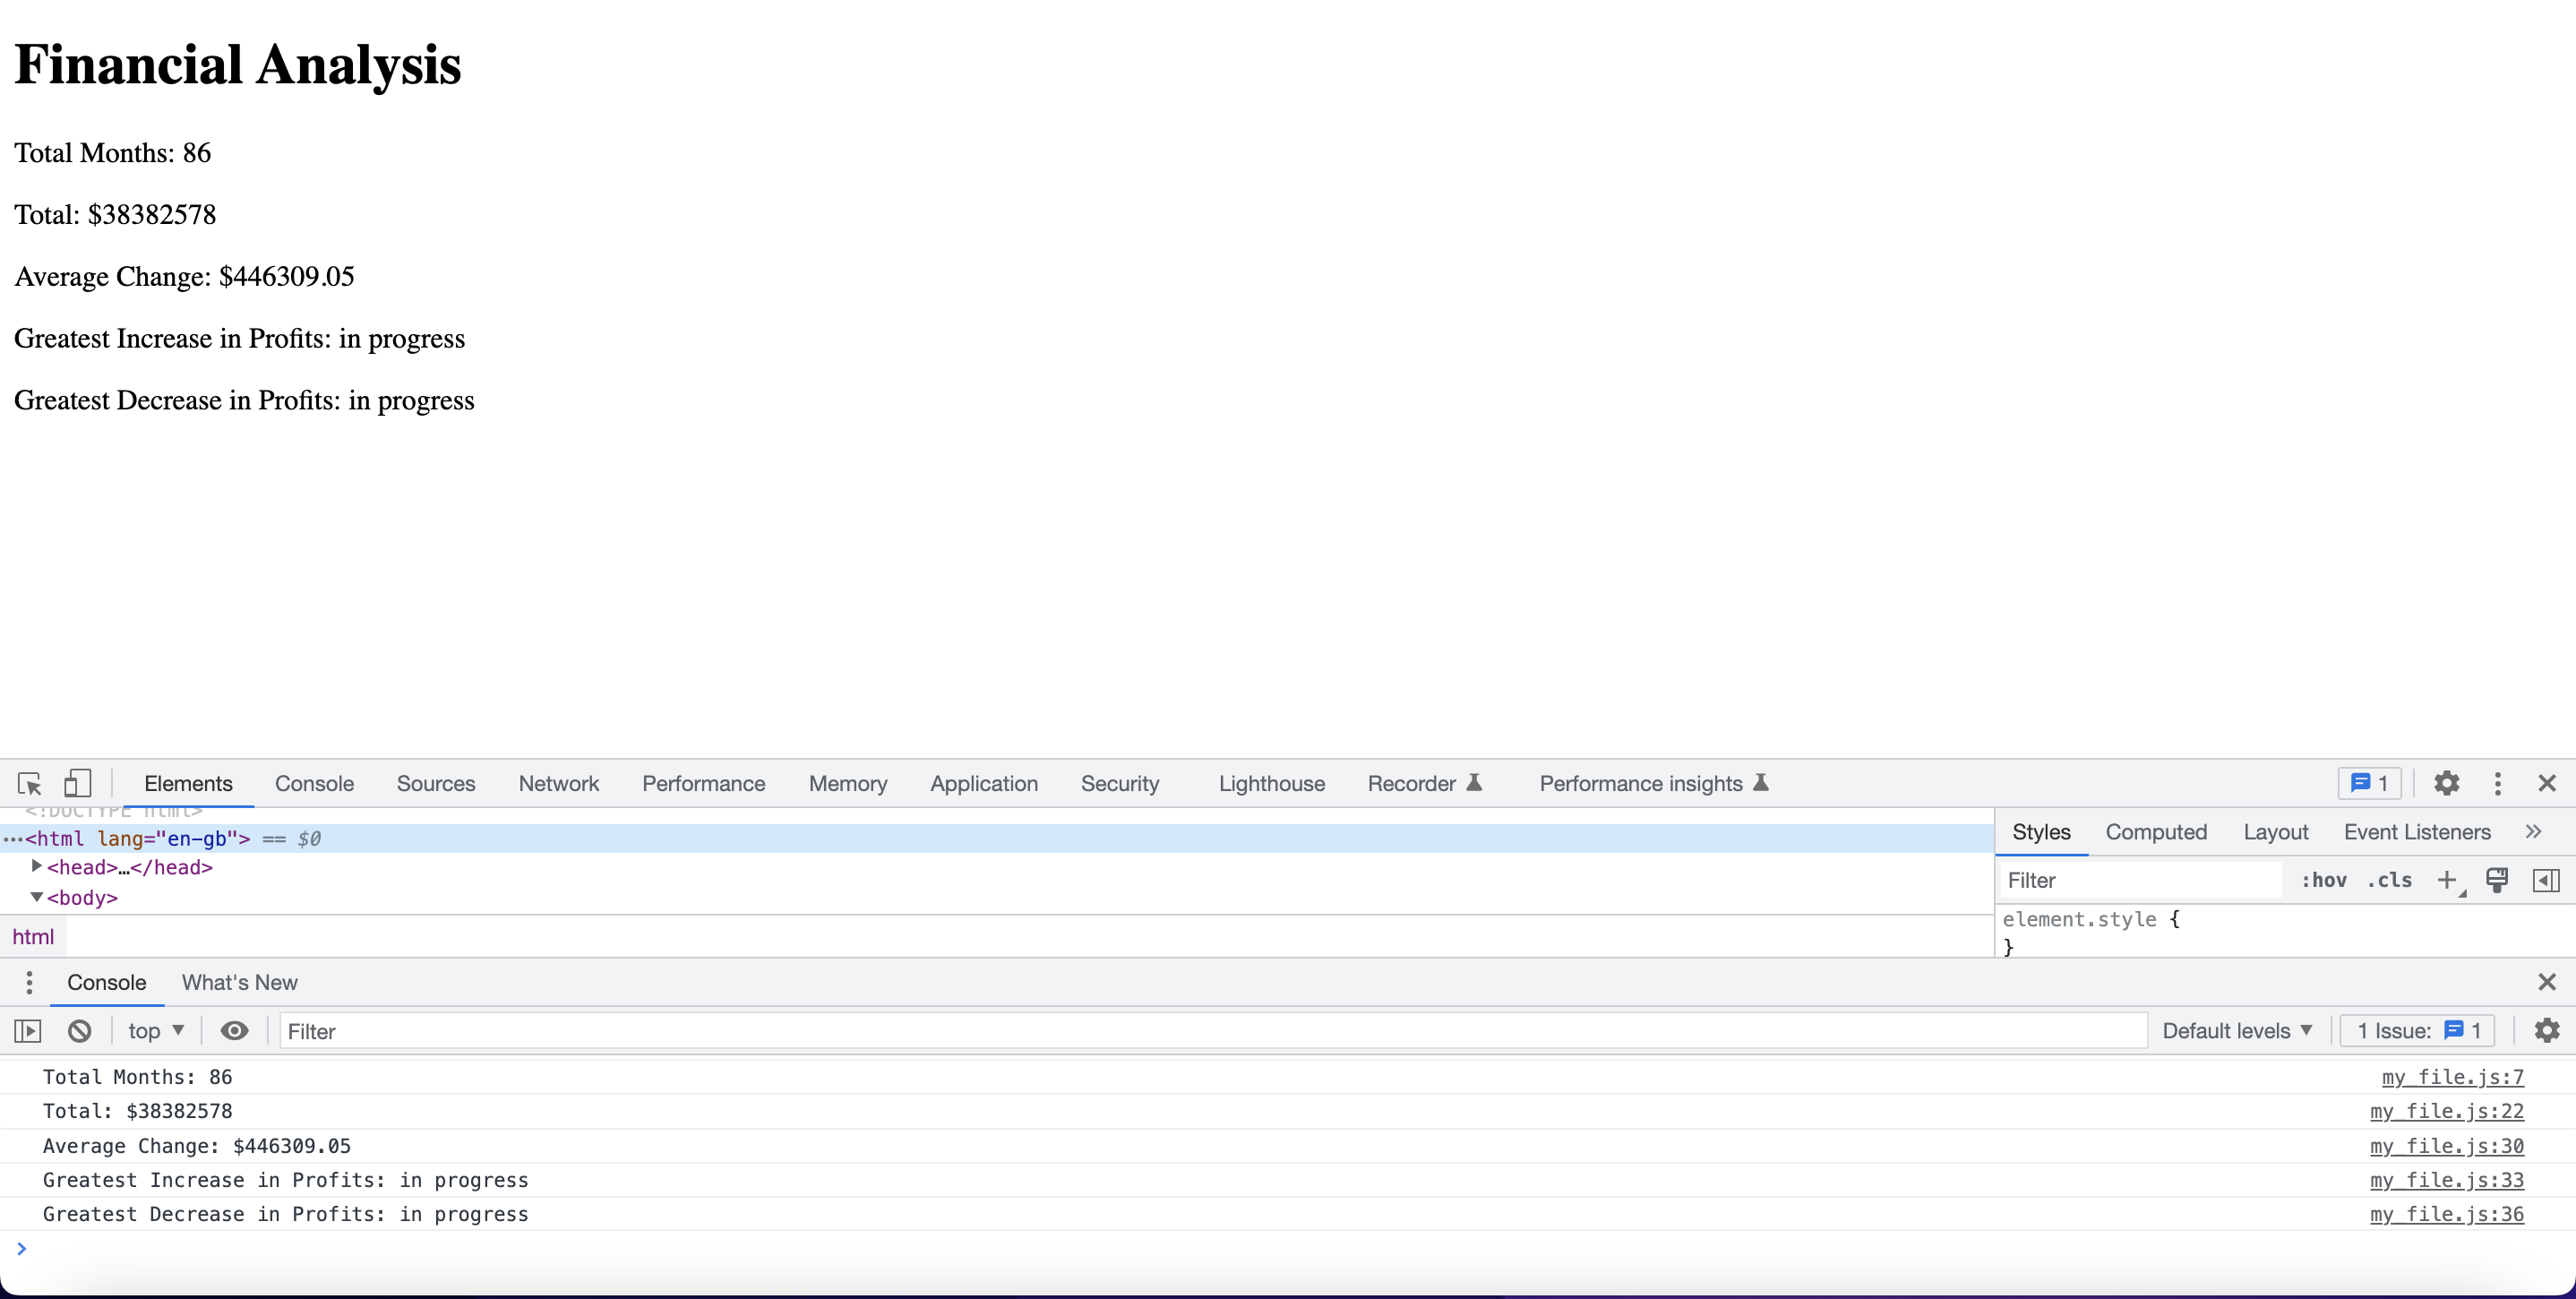 Financial Analysis
Total Months: 86
Total: $38382578
Average Change: $446309.05
Greatest Increase in Profits: in progress
Greatest Decrease in Profits: in progress
Elements Console Sources Network Performance Memory Application Security Lighthouse Recorder Performance insights 1
<!DOCTYPE html>
…<html lang="en-gb"> == $0
<head>…</head>
<body>
html
Styles Computed Layout Event Listeners »
Filter :hov .cls +
element.style {
}
Console What's New
top Filter Default levels 1 Issue: 1
Total Months: 86 my_file.js:7
Total: $38382578 my_file.js:22
Average Change: $446309.05 my_file.js:30
Greatest Increase in Profits: in progress my_file.js:33
Greatest Decrease in Profits: in progress my_file.js:36
>